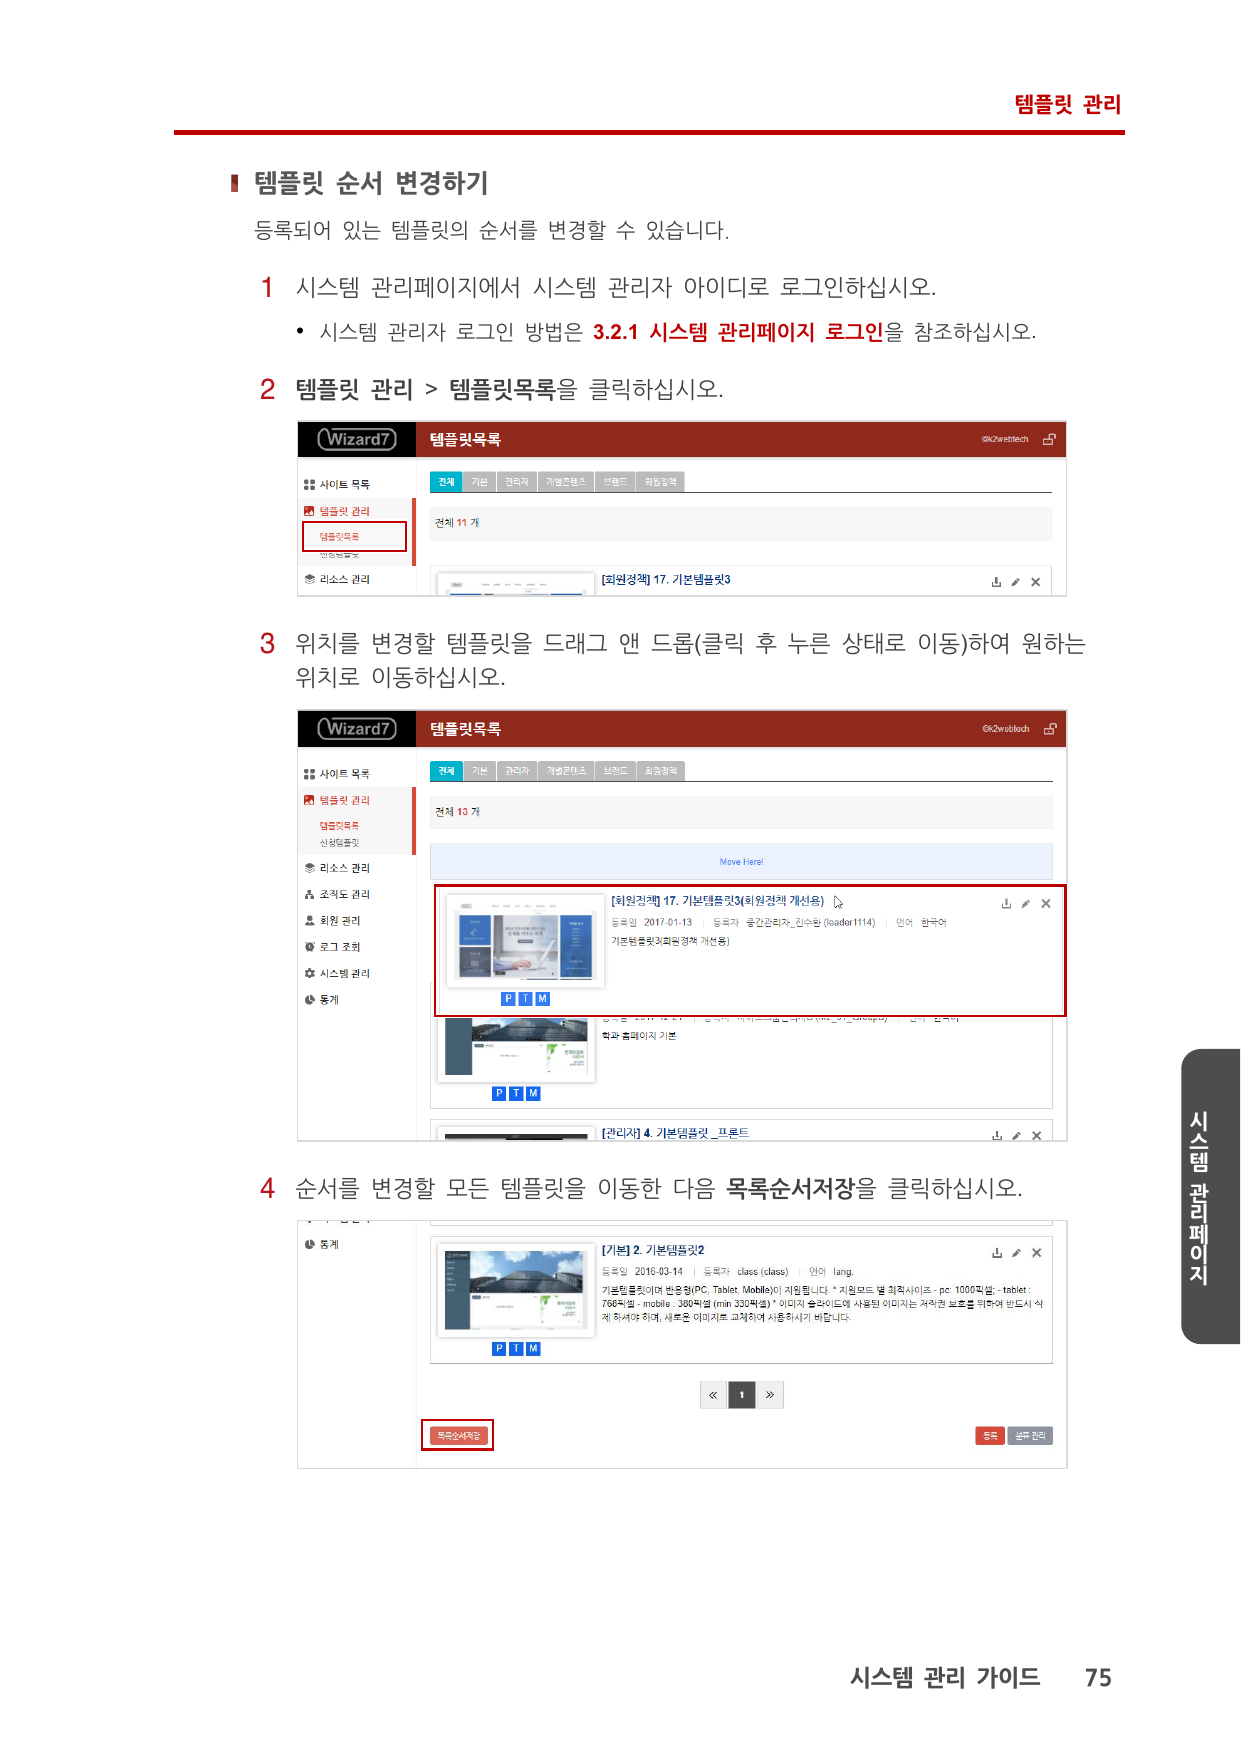 템플릿 관리
템플릿 순서 변경하기
등록되어 있는 템플릿의 순서를 변경할 수 있습니다.
1 시스템 관리페이지에서 시스템 관리자 아이디로 로그인하십시오.
• 시스템 관리자 로그인 방법은 3.2.1 시스템 관리페이지 로그인을 참조하십시오.
2 템플릿 관리 > 템플릿목록을 클릭하십시오.
Wizard7 템플릿목록 @k2webtech
사이트 목록 전체 기본 관리자 개별콘텐츠 브랜드 회원정책
템플릿 관리
전체 11 개
템플릿목록
신청템플릿
리소스 관리 [회원정책] 17. 기본템플릿3
3 위치를 변경할 템플릿을 드래그 앤 드롭(클릭 후 누른 상태로 이동)하여 원하는
위치로 이동하십시오.
Wizard7 템플릿목록 @k2webtech
사이트 목록 전체 기본 관리자 개별콘텐츠 브랜드 회원정책
템플릿 관리
전체 13 개
템플릿목록
신청템플릿
Move Here!
리소스 관리
조직도 관리
회원 관리
로그 조회
시스템 관리
통계
[회원정책] 17. 기본템플릿3(회원정책 개선용)
등록일 2017-01-13 | 등록자 중간관리자_진수환 (leader1114) | 언어 한국어
기본템플릿3(회원정책 개선용)
P T M
학과 홈페이지 기본
P T M
[관리자] 4. 기본템플릿 _프론트
4 순서를 변경할 모든 템플릿을 이동한 다음 목록순서저장을 클릭하십시오.
통계
[기본] 2. 기본템플릿2
등록일 2016-03-14 | 등록자 class (class) | 언어 lang.
기본템플릿이며 반응형(PC, Tablet, Mobile)이 지원됩니다. * 지원모드 별 최적사이즈 - pc: 1000픽셀; - tablet :
768픽셀 - mobile : 380픽셀 (min 330픽셀) * 이미지 슬라이드에 사용된 이미지는 저작권 보호를 위하여 반드시 삭
제 하셔야 하며, 새로운 이미지로 교체하여 사용하시기 바랍니다.
P T M
« 1 »
목록순서저장 등록 분류 관리
시스템 관리페이지
시스템 관리 가이드 75